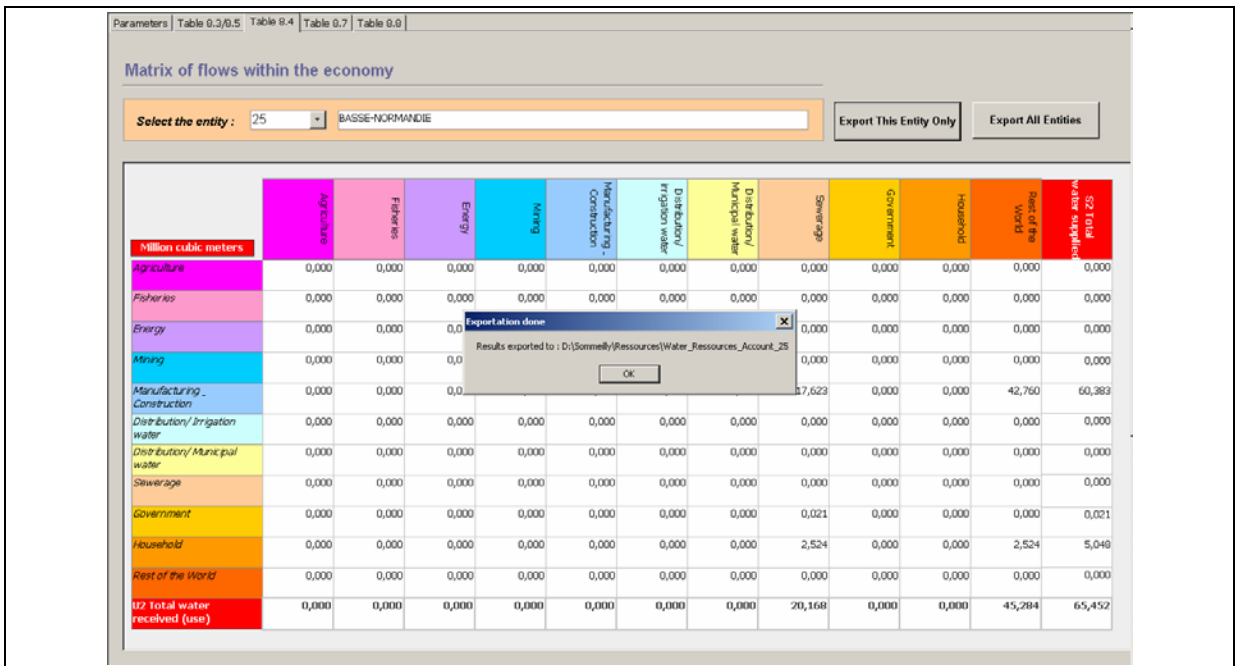 Parameters Table 8.3/8.5 Table 8.4 Table 8.7 Table 8.8
Matrix of flows within the economy
Select the entity : 25 BASSE-NORMANDIE Export This Entity Only Export All Entities
Million cubic meters
Agriculture
Fisheries
Energy
Mining
Manufacturing_
Construction
Distribution/
irrigation water
Distribution/
Municipal water
Sewerage
Government
Household
Rest of the
World
S2 Total
water supplied
Agriculture 0,000 0,000 0,000 0,000 0,000 0,000 0,000 0,000 0,000 0,000 0,000 0,000
Fisheries 0,000 0,000 0,000 0,000 0,000 0,000 0,000 0,000 0,000 0,000 0,000 0,000
Energy 0,000 0,000 0,0 0,000 0,000 0,000 0,000 0,000
Exportation done
Results exported to : D:\Sommeilly\Ressources\Water_Ressources_Account_25
OK
Mining 0,000 0,000 0,0 0,000 0,000 0,000 0,000 0,000
Manufacturing_
Construction 0,000 0,000 0,0 17,623 0,000 0,000 42,760 60,383
Distribution/ Irrigation
water 0,000 0,000 0,000 0,000 0,000 0,000 0,000 0,000 0,000 0,000 0,000 0,000
Distribution/ Municipal
water 0,000 0,000 0,000 0,000 0,000 0,000 0,000 0,000 0,000 0,000 0,000 0,000
Sewerage 0,000 0,000 0,000 0,000 0,000 0,000 0,000 0,000 0,000 0,000 0,000 0,000
Government 0,000 0,000 0,000 0,000 0,000 0,000 0,000 0,021 0,000 0,000 0,000 0,021
Household 0,000 0,000 0,000 0,000 0,000 0,000 0,000 2,524 0,000 0,000 2,524 5,048
Rest of the World 0,000 0,000 0,000 0,000 0,000 0,000 0,000 0,000 0,000 0,000 0,000 0,000
U2 Total water
received (use) 0,000 0,000 0,000 0,000 0,000 0,000 0,000 20,168 0,000 0,000 45,284 65,452